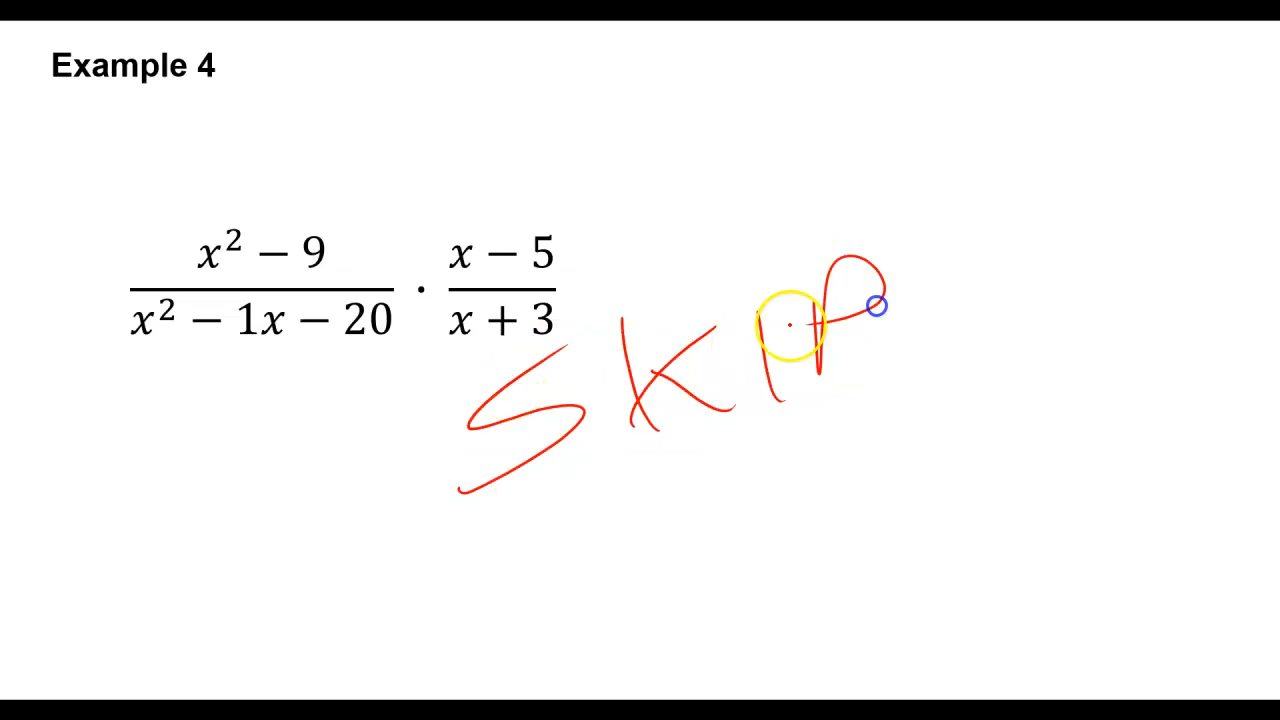 Example 4
x² − 9 / x² − 1x − 20 · x − 5 / x + 3
SKIP